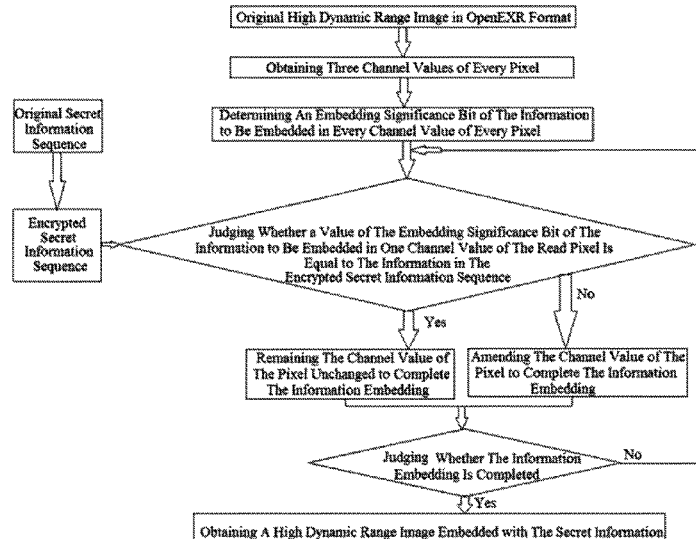 Original High Dynamic Range Image in OpenEXR Format
Obtaining Three Channel Values of Every Pixel
Original Secret
Information
Sequence
Determining An Embedding Significance Bit of The Information
to Be Embedded in Every Channel Value of Every Pixel
Encrypted
Secret
Information
Sequence
Judging Whether a Value of The Embedding Significance Bit of The
Information to Be Embedded in One Channel Value of The Read Pixel Is
Equal to The Information in The
Encrypted Secret Information Sequence
Yes
No
Remaining The Channel Value of
The Pixel Unchanged to Complete
The Information Embedding
Amending The Channel Value of The
Pixel to Complete The Information
Embedding
Judging Whether The Information
Embedding Is Completed
No
Yes
Obtaining A High Dynamic Range Image Embedded with The Secret Information